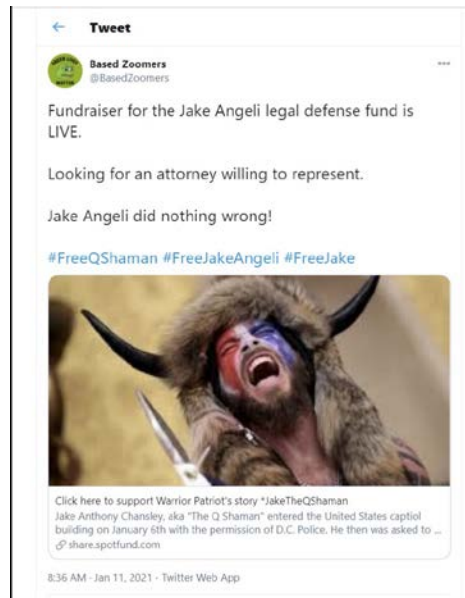 Tweet
Based Zoomers
@BasedZoomers
Fundraiser for the Jake Angeli legal defense fund is
LIVE.
Looking for an attorney willing to represent.
Jake Angeli did nothing wrong!
#FreeQShaman #FreeJakeAngeli #FreeJake
Click here to support Warrior Patriot's story *JakeTheQShaman
Jake Anthony Chansley, aka "The Q Shaman" entered the United States captiol
building on January 6th with the permission of D.C. Police. He then was asked to ...
share.spotfund.com
8:36 AM · Jan 11, 2021 · Twitter Web App